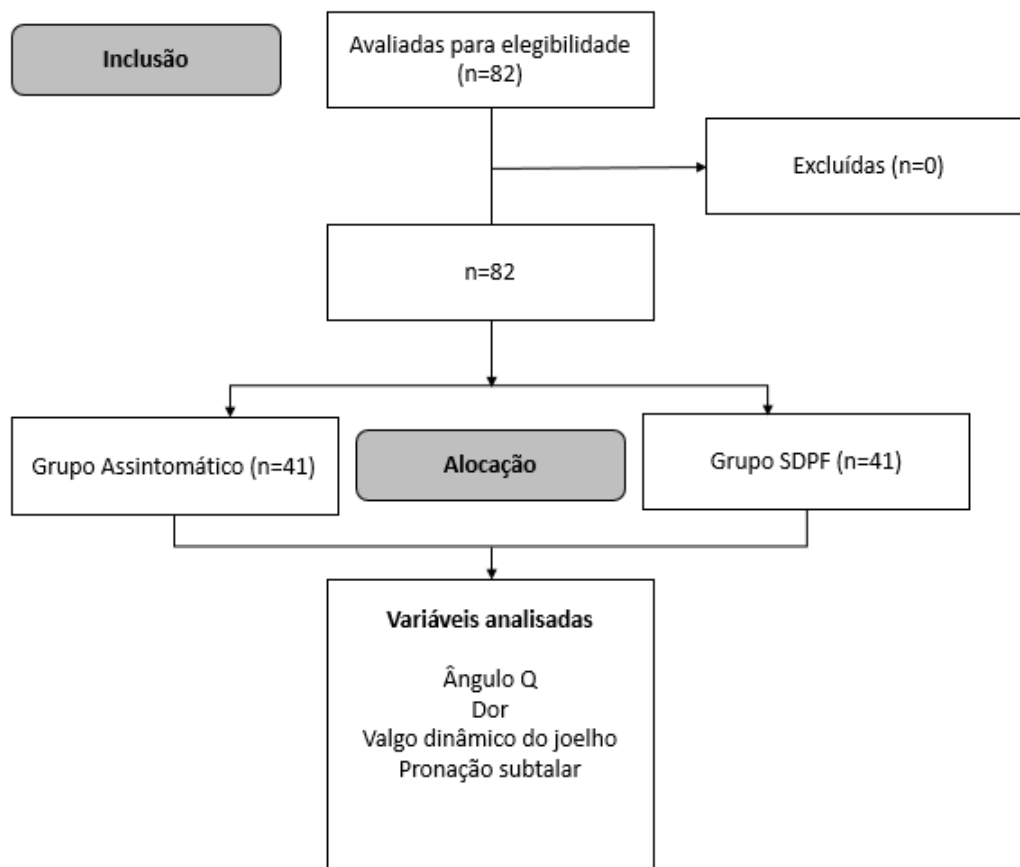 Inclusão
Avaliadas para elegibilidade
(n=82)
Excluídas (n=0)
n=82
Grupo Assintomático (n=41)
Alocação
Grupo SDPF (n=41)
Variáveis analisadas
Ângulo Q
Dor
Valgo dinâmico do joelho
Pronação subtalar